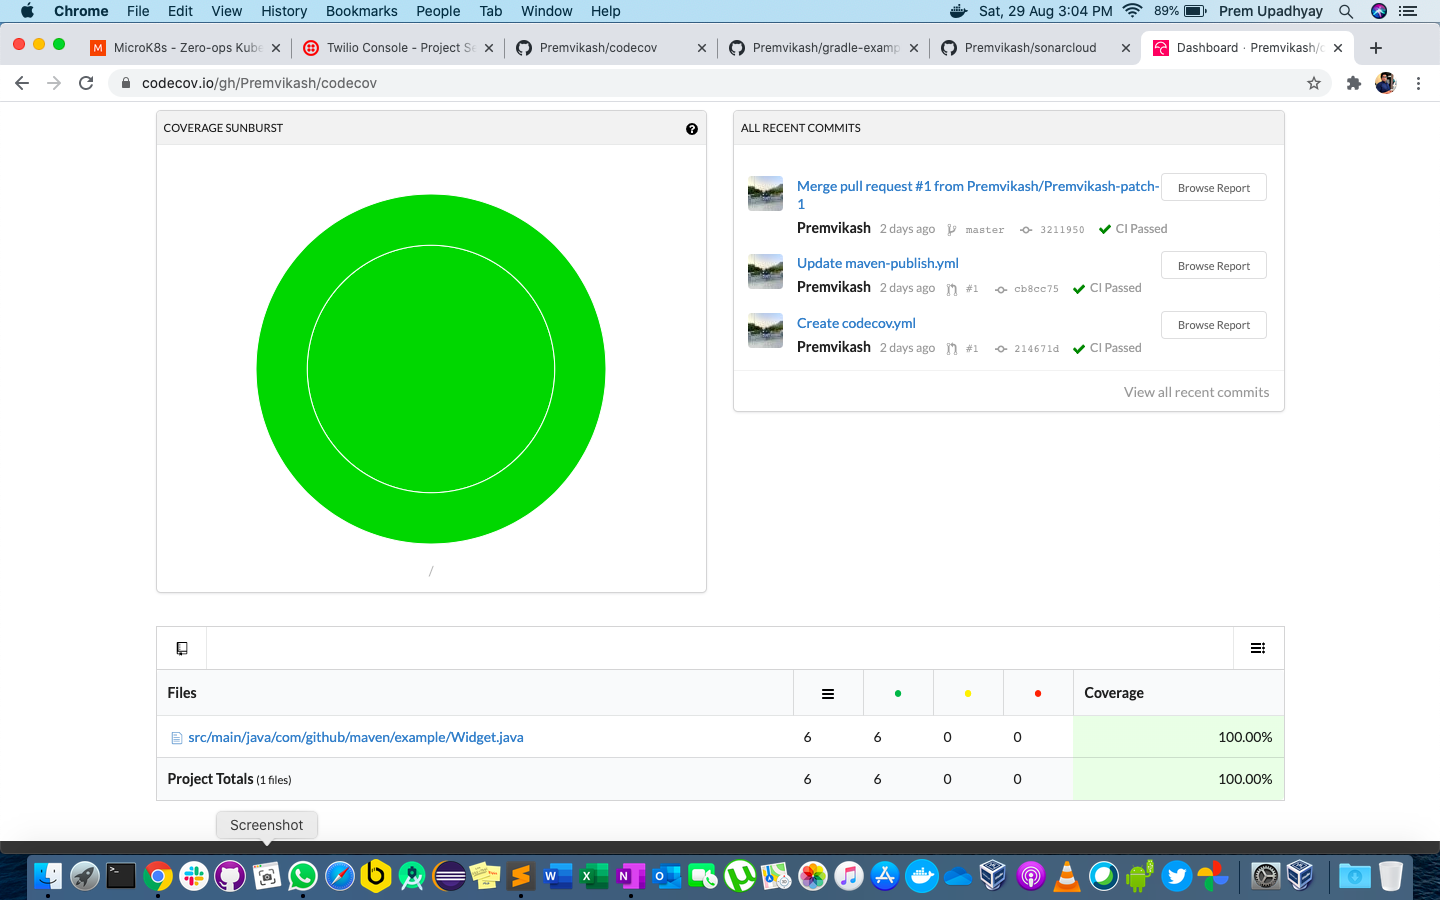 Chrome File Edit View History Bookmarks People Tab Window Help Sat, 29 Aug 3:04 PM 89% Prem Upadhyay
MicroK8s - Zero-ops Kube Twilio Console - Project Se Premvikash/codecov Premvikash/gradle-examp Premvikash/sonarcloud Dashboard · Premvikash/c
codecov.io/gh/Premvikash/codecov
COVERAGE SUNBURST
/
ALL RECENT COMMITS
Merge pull request #1 from Premvikash/Premvikash-patch-
1
Browse Report
Premvikash 2 days ago master 3211950 CI Passed
Update maven-publish.yml
Browse Report
Premvikash 2 days ago #1 cb8cc75 CI Passed
Create codecov.yml
Browse Report
Premvikash 2 days ago #1 214671d CI Passed
View all recent commits
Files Coverage
src/main/java/com/github/maven/example/Widget.java 6 6 0 0 100.00%
Project Totals (1 files) 6 6 0 0 100.00%
Screenshot